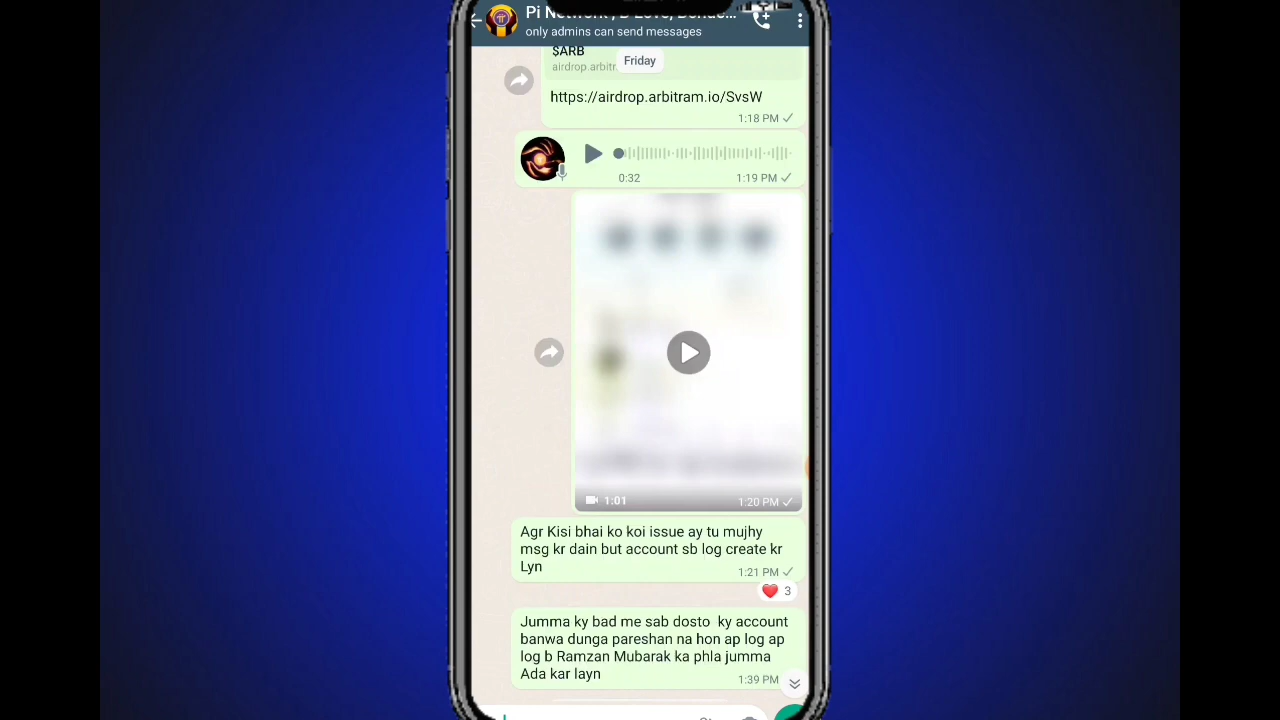 Pi Network, D Love,
only admins can send messages
$ARB
Friday
https://airdrop.arbitram.io/SvsW
1:18 PM
0:32
1:19 PM
1:01
1:20 PM
Agr Kisi bhai ko koi issue ay tu mujhy
msg kr dain but account sb log create kr
Lyn
1:21 PM
3
Jumma ky bad me sab dosto ky account
banwa dunga pareshan na hon ap log ap
log b Ramzan Mubarak ka phla jumma
Ada kar layn
1:39 PM